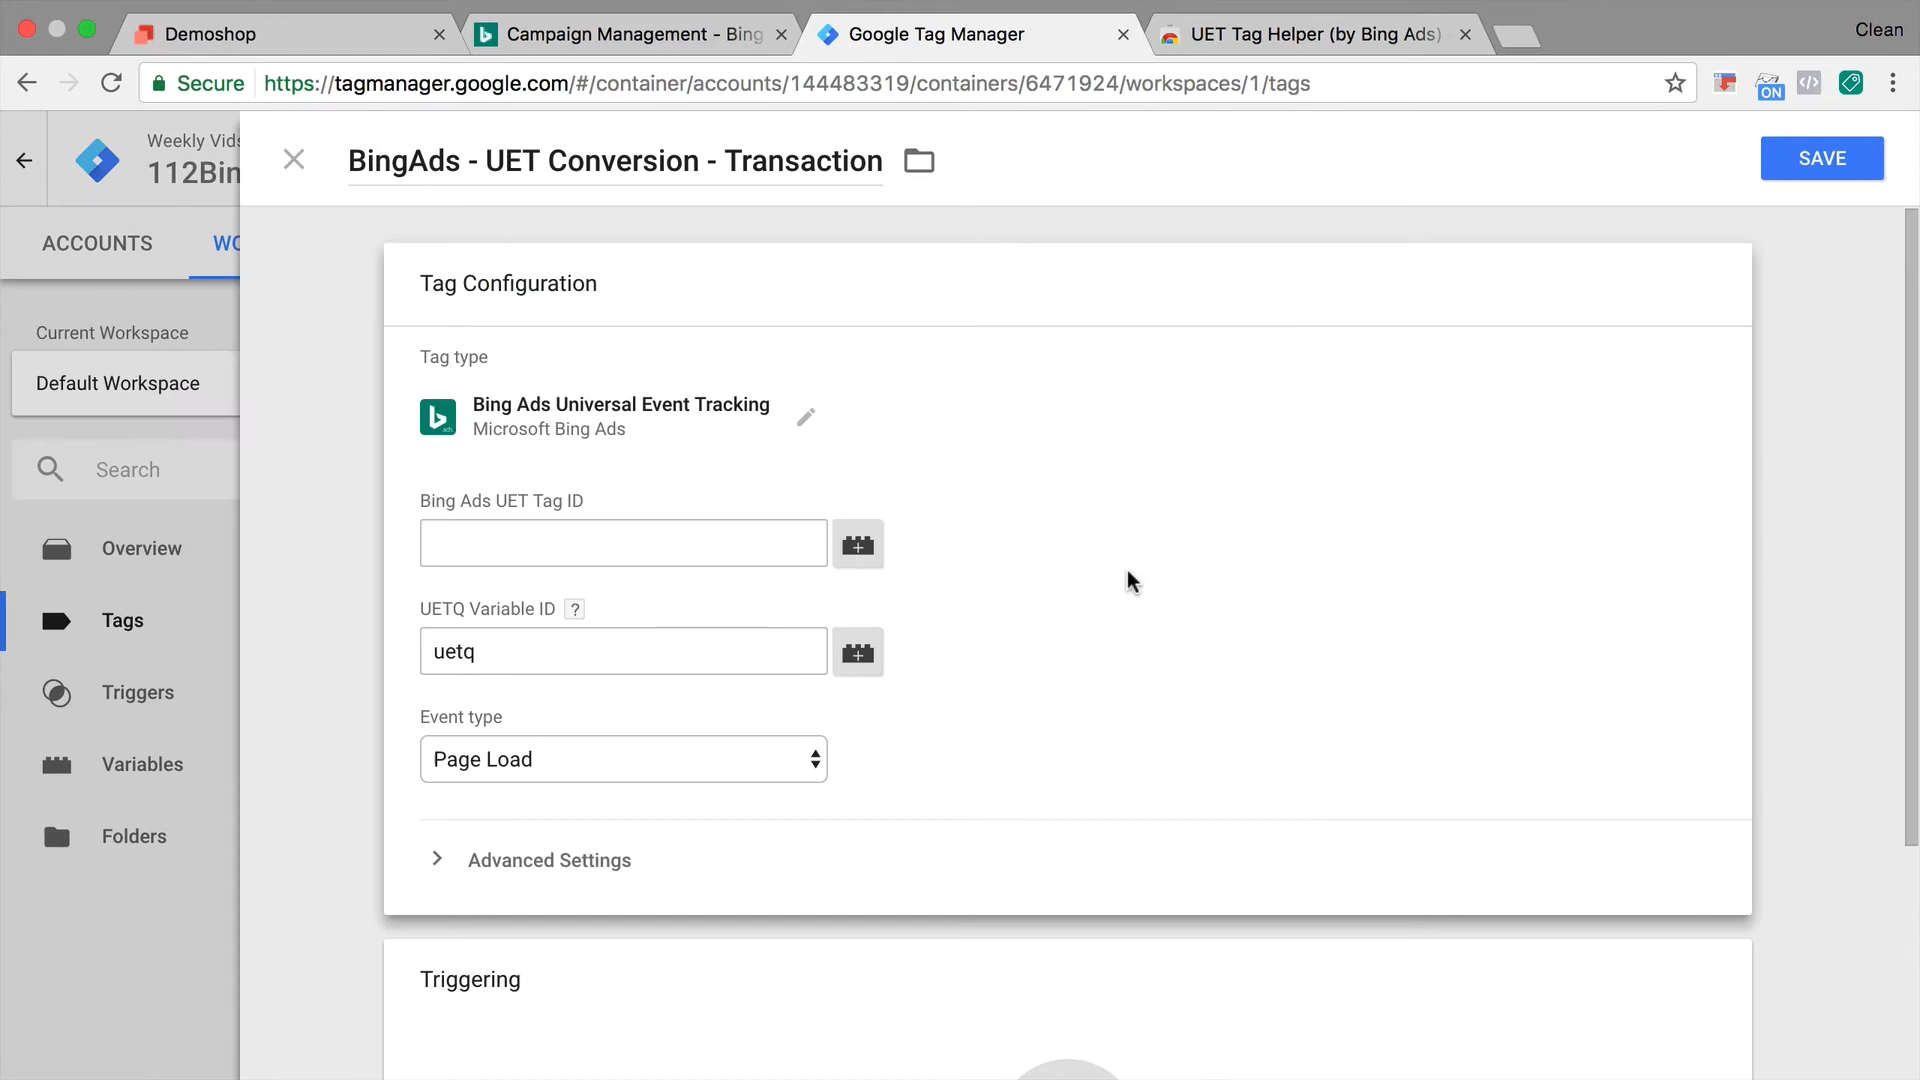 Demoshop
Campaign Management - Bing
Google Tag Manager
UET Tag Helper (by Bing Ads)
Clean
Secure
https://tagmanager.google.com/#/container/accounts/144483319/containers/6471924/workspaces/1/tags
ON
Weekly Vids
112Bin
BingAds - UET Conversion - Transaction
SAVE
ACCOUNTS
WO
Tag Configuration
Current Workspace
Default Workspace
Tag type
Bing Ads Universal Event Tracking
Microsoft Bing Ads
Search
Bing Ads UET Tag ID
Overview
Tags
UETQ Variable ID ?
uetq
Triggers
Event type
Page Load
Variables
Folders
Advanced Settings
Triggering